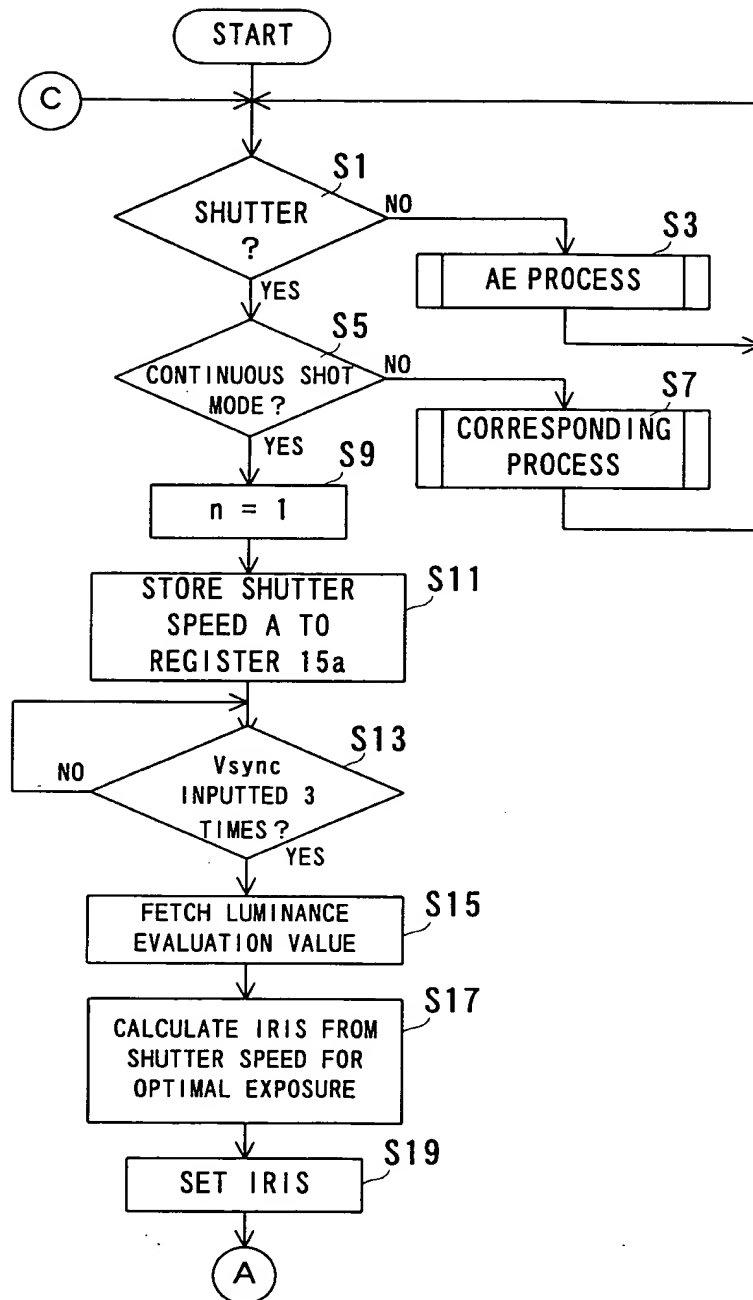 START
C
S1
SHUTTER
?
NO
YES
S3
AE PROCESS
S5
CONTINUOUS SHOT
MODE?
NO
YES
S7
CORRESPONDING
PROCESS
S9
n = 1
S11
STORE SHUTTER
SPEED A TO
REGISTER 15a
S13
Vsync
INPUTTED 3
TIMES?
NO
YES
S15
FETCH LUMINANCE
EVALUATION VALUE
S17
CALCULATE IRIS FROM
SHUTTER SPEED FOR
OPTIMAL EXPOSURE
S19
SET IRIS
A